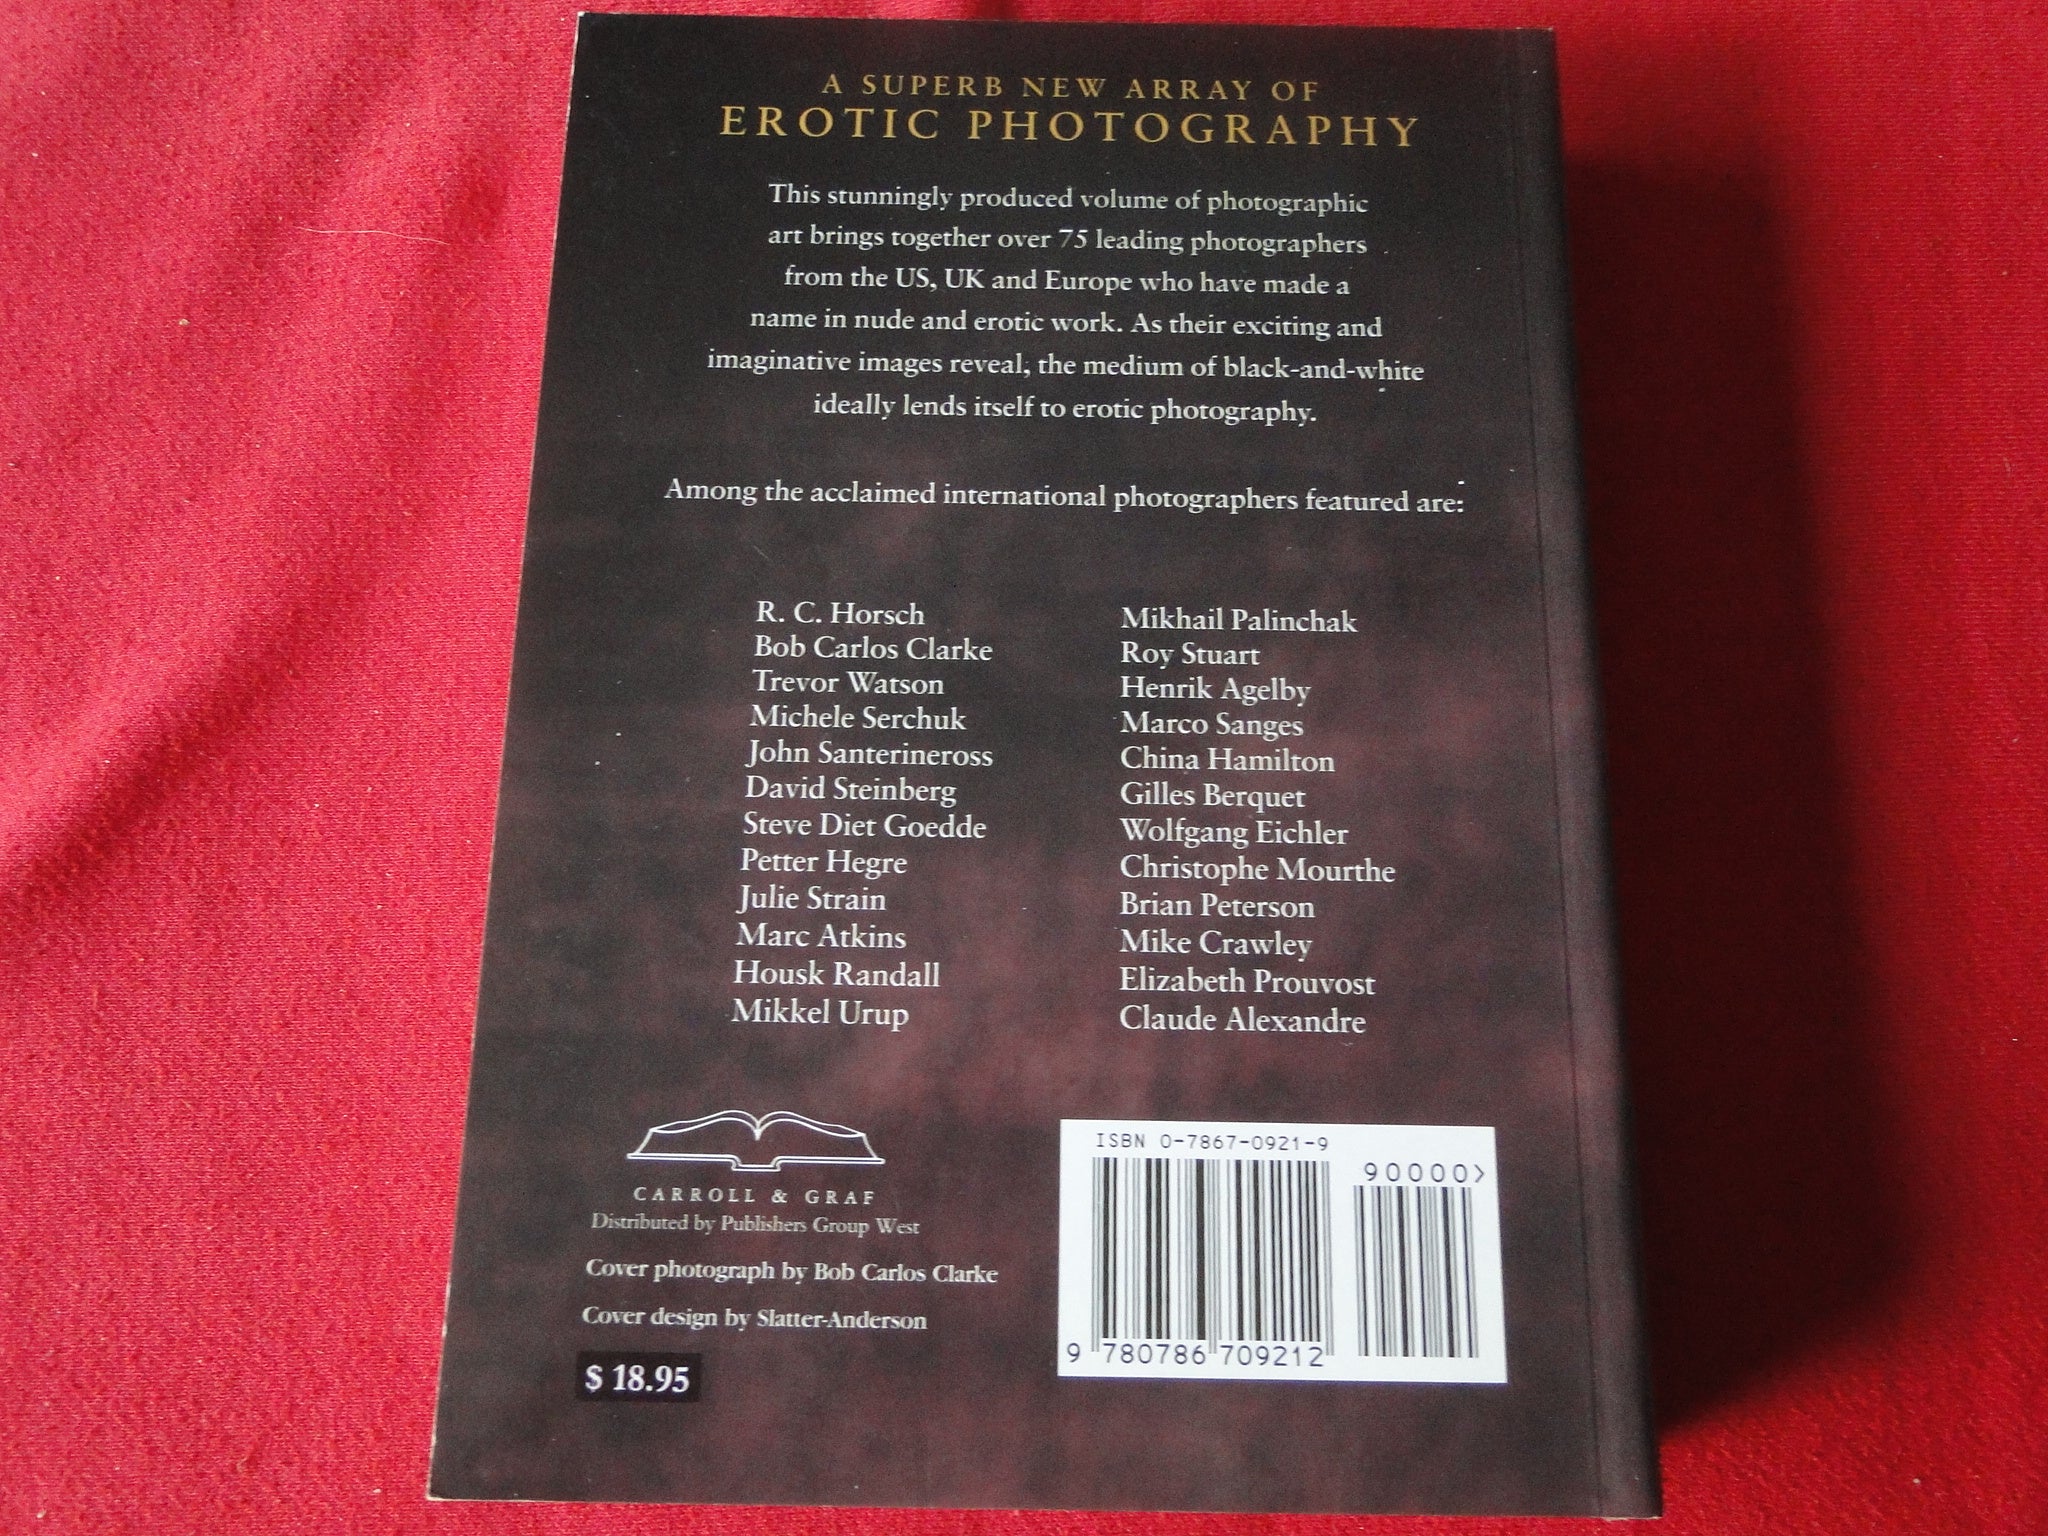 A SUPERB NEW ARRAY OF
EROTIC PHOTOGRAPHY
This stunningly produced volume of photographic
art brings together over 75 leading photographers
from the US, UK and Europe who have made a
name in nude and erotic work. As their exciting and
imaginative images reveal, the medium of black-and-white
ideally lends itself to erotic photography.
Among the acclaimed international photographers featured are:
R. C. Horsch
Bob Carlos Clarke
Trevor Watson
Michele Serchuk
John Santerineross
David Steinberg
Steve Diet Goedde
Petter Hegre
Julie Strain
Marc Atkins
Housk Randall
Mikkel Urup
Mikhail Palinchak
Roy Stuart
Henrik Agelby
Marco Sanges
China Hamilton
Gilles Berquet
Wolfgang Eichler
Christophe Mourthe
Brian Peterson
Mike Crawley
Elizabeth Prouvost
Claude Alexandre
CARROLL & GRAF
Distributed by Publishers Group West
Cover photograph by Bob Carlos Clarke
Cover design by Slatter-Anderson
$ 18.95
ISBN 0-7867-0921-9
90000>
9 780786 709212